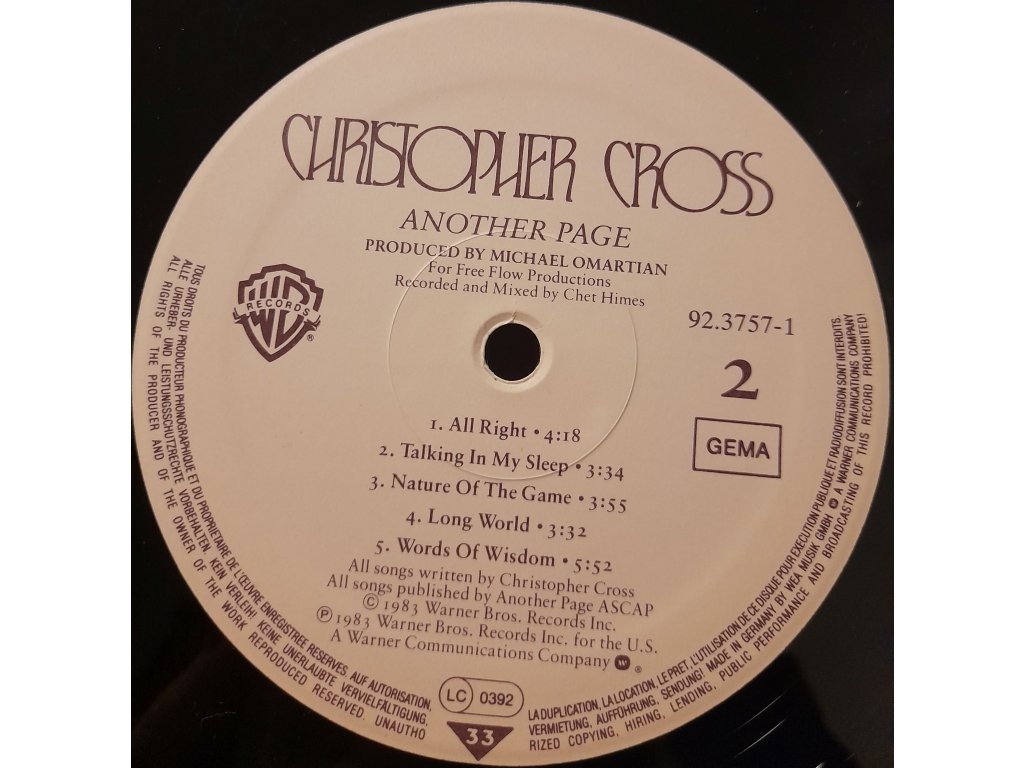 CHRISTOPHER CROSS
ANOTHER PAGE
PRODUCED BY MICHAEL OMARTIAN
For Free Flow Productions
Recorded and Mixed by Chet Himes
WB
RECORDS
®
92.3757-1
2
GEMA
1. All Right • 4:18
2. Talking In My Sleep • 3:34
3. Nature Of The Game • 3:55
4. Long World • 3:32
5. Words Of Wisdom • 5:52
All songs written by Christopher Cross
All songs published by Another Page ASCAP
© 1983 Warner Bros. Records Inc.
℗ 1983 Warner Bros. Records Inc. for the U.S.
A Warner Communications Company ®
LC 0392
33
TOUS DROITS DU PRODUCTEUR PHONOGRAPHIQUE ET DU PROPRIETAIRE DE L'ŒUVRE ENREGISTREE RESERVES. SAUF AUTORISATION, LA DUPLICATION, LA LOCATION, LE PRET, L'UTILISATION DE CE DISQUE POUR EXECUTION PUBLIQUE ET RADIODIFFUSION SONT INTERDITS.
ALLE URHEBER- UND LEISTUNGSSCHUTZRECHTE VORBEHALTEN. KEIN VERLEIH! KEINE UNERLAUBTE VERVIELFÄLTIGUNG, VERMIETUNG, AUFFÜHRUNG, SENDUNG! MADE IN GERMANY BY WEA MUSIK GMBH A WARNER COMMUNICATIONS COMPANY
ALL RIGHTS OF THE PRODUCER AND OF THE OWNER OF THE WORK REPRODUCED RESERVED. UNAUTHORIZED COPYING, HIRING, LENDING, PUBLIC PERFORMANCE AND BROADCASTING OF THIS RECORD PROHIBITED!